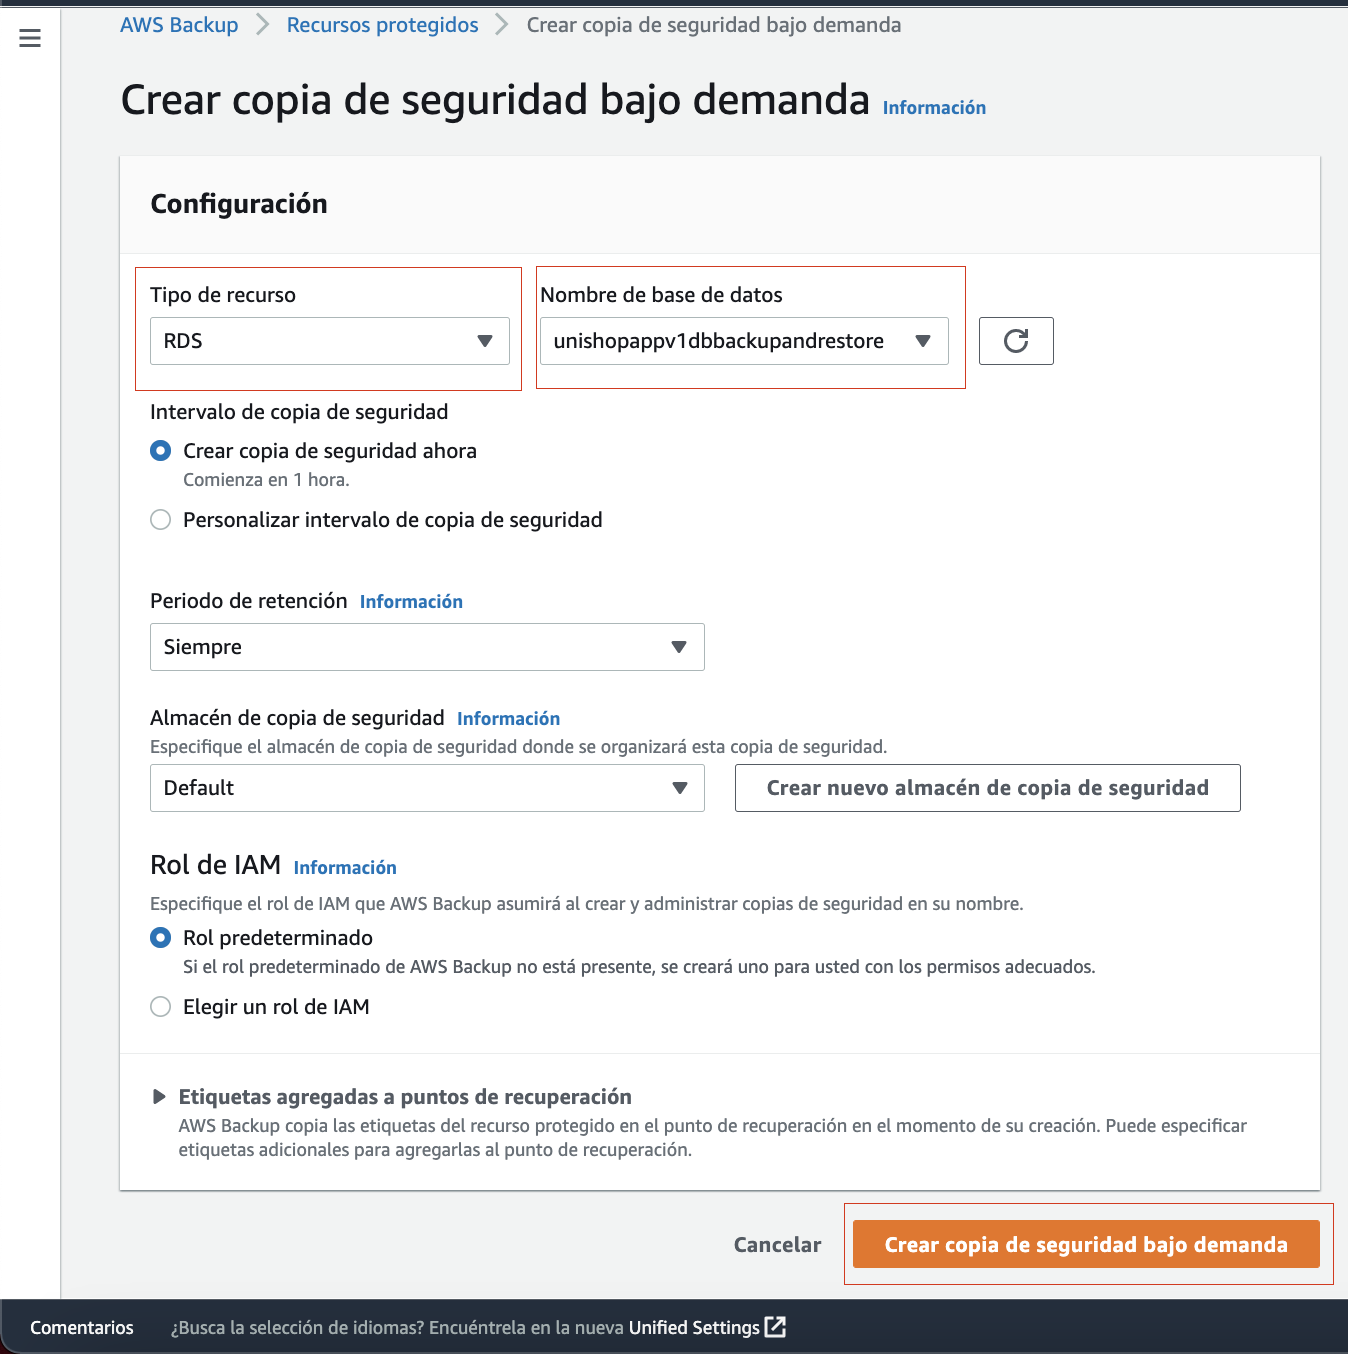 AWS Backup > Recursos protegidos > Crear copia de seguridad bajo demanda
Crear copia de seguridad bajo demanda Información
Configuración
Tipo de recurso
RDS
Nombre de base de datos
unishopappv1dbbackupandrestore
Intervalo de copia de seguridad
Crear copia de seguridad ahora
Comienza en 1 hora.
Personalizar intervalo de copia de seguridad
Periodo de retención Información
Siempre
Almacén de copia de seguridad Información
Especifique el almacén de copia de seguridad donde se organizará esta copia de seguridad.
Default
Crear nuevo almacén de copia de seguridad
Rol de IAM Información
Especifique el rol de IAM que AWS Backup asumirá al crear y administrar copias de seguridad en su nombre.
Rol predeterminado
Si el rol predeterminado de AWS Backup no está presente, se creará uno para usted con los permisos adecuados.
Elegir un rol de IAM
Etiquetas agregadas a puntos de recuperación
AWS Backup copia las etiquetas del recurso protegido en el punto de recuperación en el momento de su creación. Puede especificar
etiquetas adicionales para agregarlas al punto de recuperación.
Cancelar
Crear copia de seguridad bajo demanda
Comentarios
¿Busca la selección de idiomas? Encuéntrela en la nueva Unified Settings